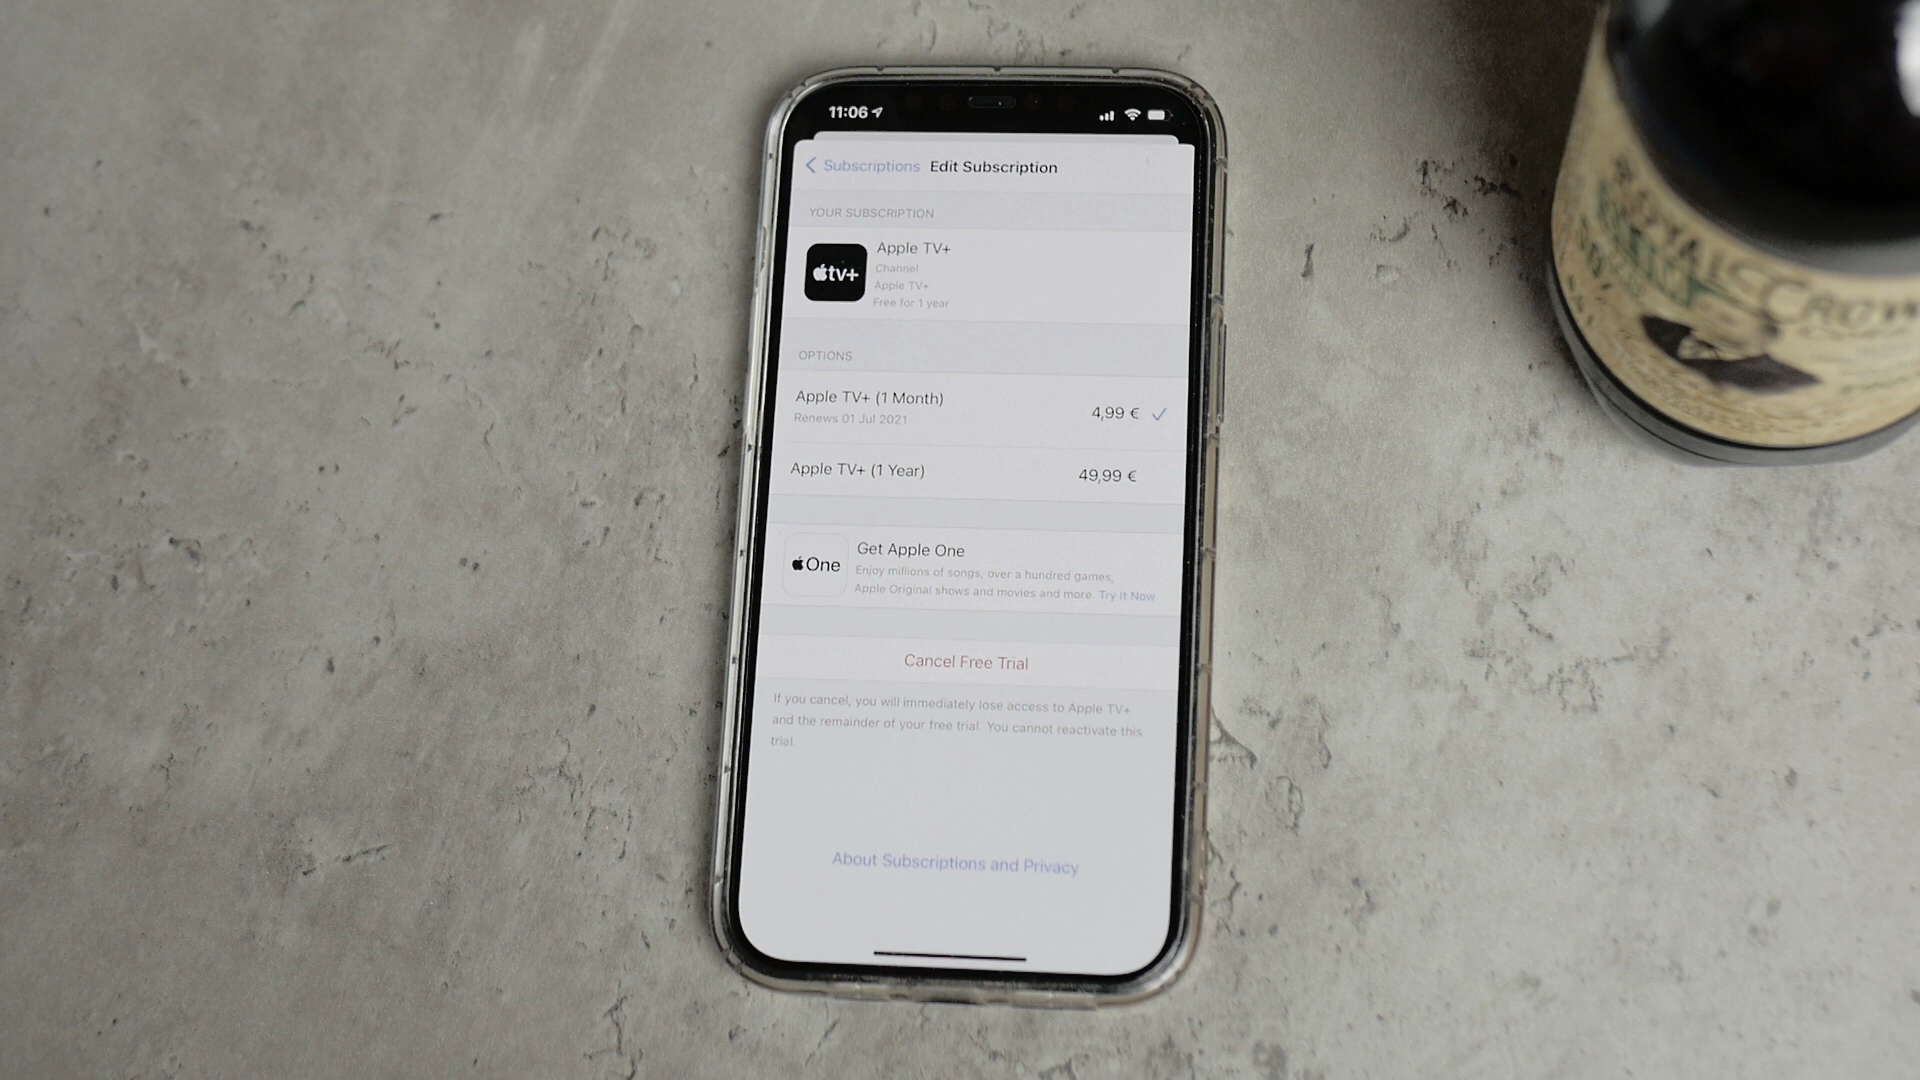 11:06
Subscriptions Edit Subscription
YOUR SUBSCRIPTION
tv+
Apple TV+
Channel
Apple TV+
Free for 1 year
OPTIONS
Apple TV+ (1 Month) 4,99 €
Renews 01 Jul 2021
Apple TV+ (1 Year) 49,99 €
One
Get Apple One
Enjoy millions of songs, over a hundred games,
Apple Original shows and movies and more. Try It Now
Cancel Free Trial
If you cancel, you will immediately lose access to Apple TV+
and the remainder of your free trial. You cannot reactivate this
trial.
About Subscriptions and Privacy
ROYAL CROWN